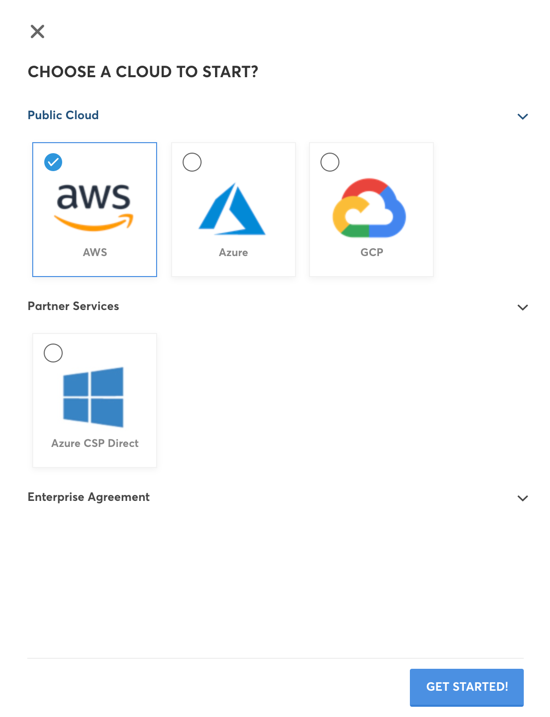 CHOOSE A CLOUD TO START?
Public Cloud
aws
AWS
Azure
GCP
Partner Services
Azure CSP Direct
Enterprise Agreement
GET STARTED!